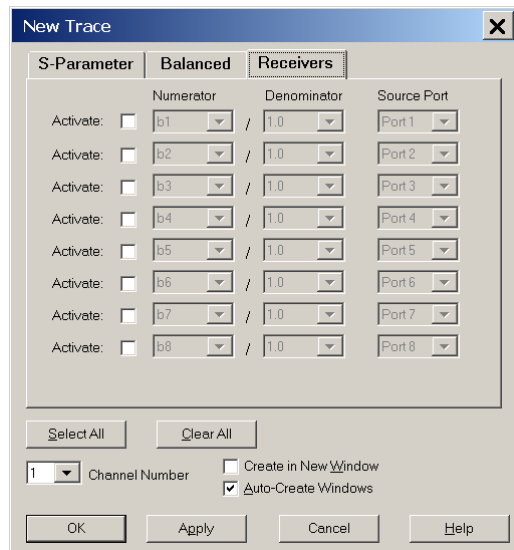 New Trace
S-Parameter Balanced Receivers
Numerator Denominator Source Port
Activate: b1 / 1.0 Port 1
Activate: b2 / 1.0 Port 2
Activate: b3 / 1.0 Port 3
Activate: b4 / 1.0 Port 4
Activate: b5 / 1.0 Port 5
Activate: b6 / 1.0 Port 6
Activate: b7 / 1.0 Port 7
Activate: b8 / 1.0 Port 8
Select All Clear All
1 Channel Number
Create in New Window
Auto-Create Windows
OK Apply Cancel Help